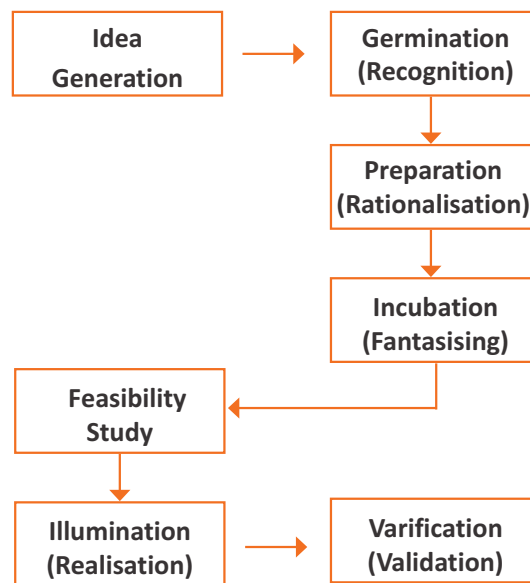 Idea
Generation
Germination
(Recognition)
Preparation
(Rationalisation)
Incubation
(Fantasising)
Feasibility
Study
Illumination
(Realisation)
Varification
(Validation)